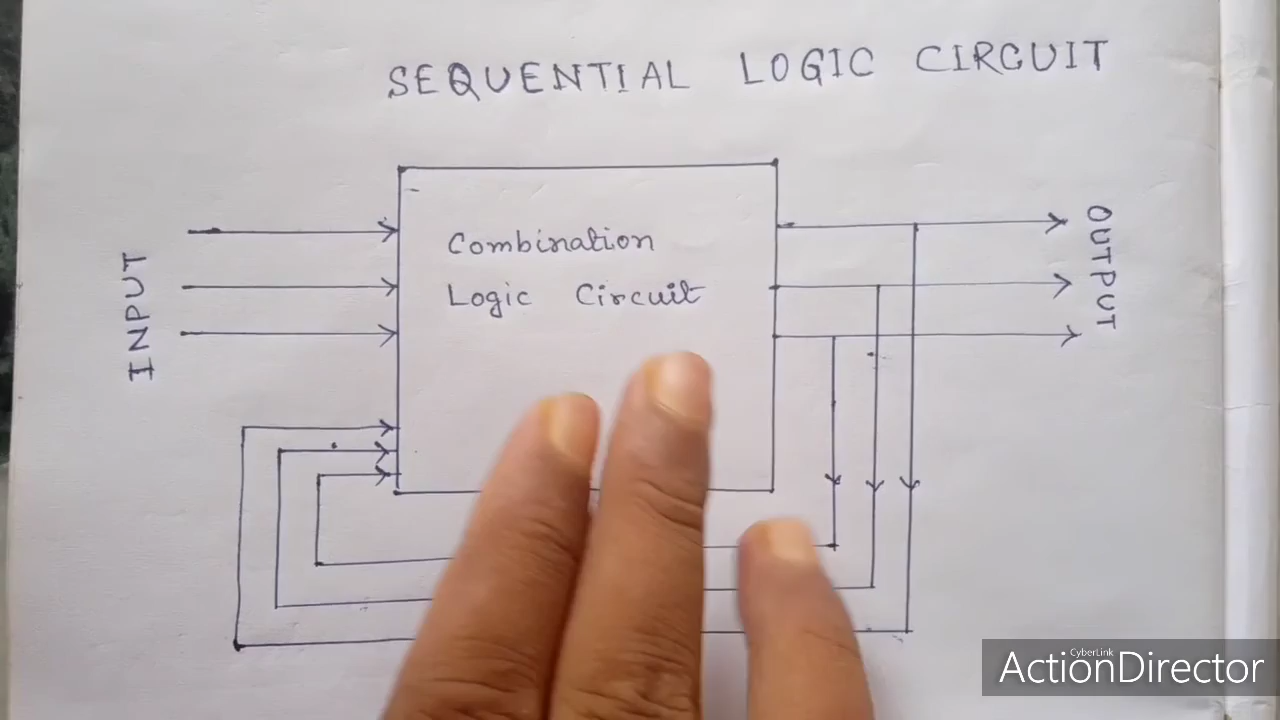 SEQUENTIAL LOGIC CIRCUIT
INPUT
Combination
Logic Circuit
OUTPUT
CyberLink
ActionDirector